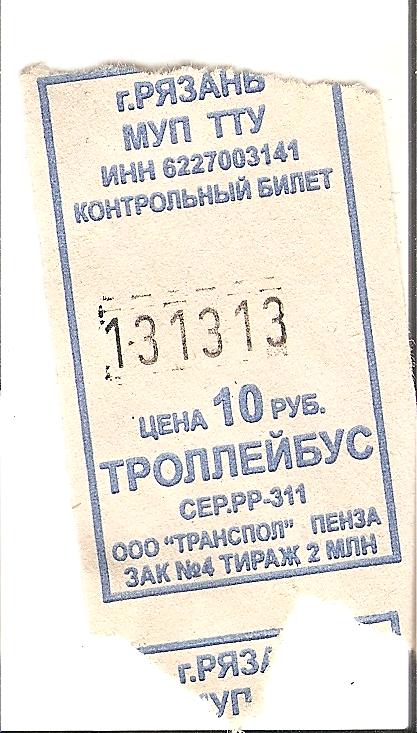 г.РЯЗАНЬ
МУП ТТУ
ИНН 6227003141
КОНТРОЛЬНЫЙ БИЛЕТ
131313
ЦЕНА 10 РУБ.
ТРОЛЛЕЙБУС
СЕР.РР-311
ООО "ТРАНСПОЛ" ПЕНЗА
ЗАК №4 ТИРАЖ 2 МЛН
г.РЯЗА
УП